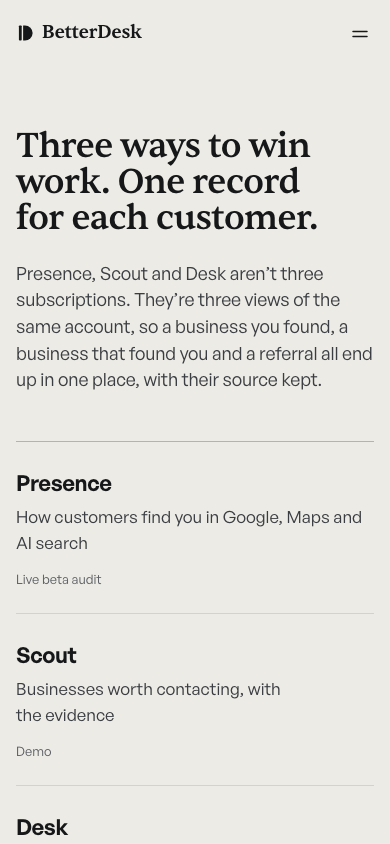 BetterDesk
Three ways to win
work. One record
for each customer.
Presence, Scout and Desk aren’t three
subscriptions. They’re three views of the
same account, so a business you found, a
business that found you and a referral all end
up in one place, with their source kept.
Presence
How customers find you in Google, Maps and
AI search
Live beta audit
Scout
Businesses worth contacting, with
the evidence
Demo
Desk